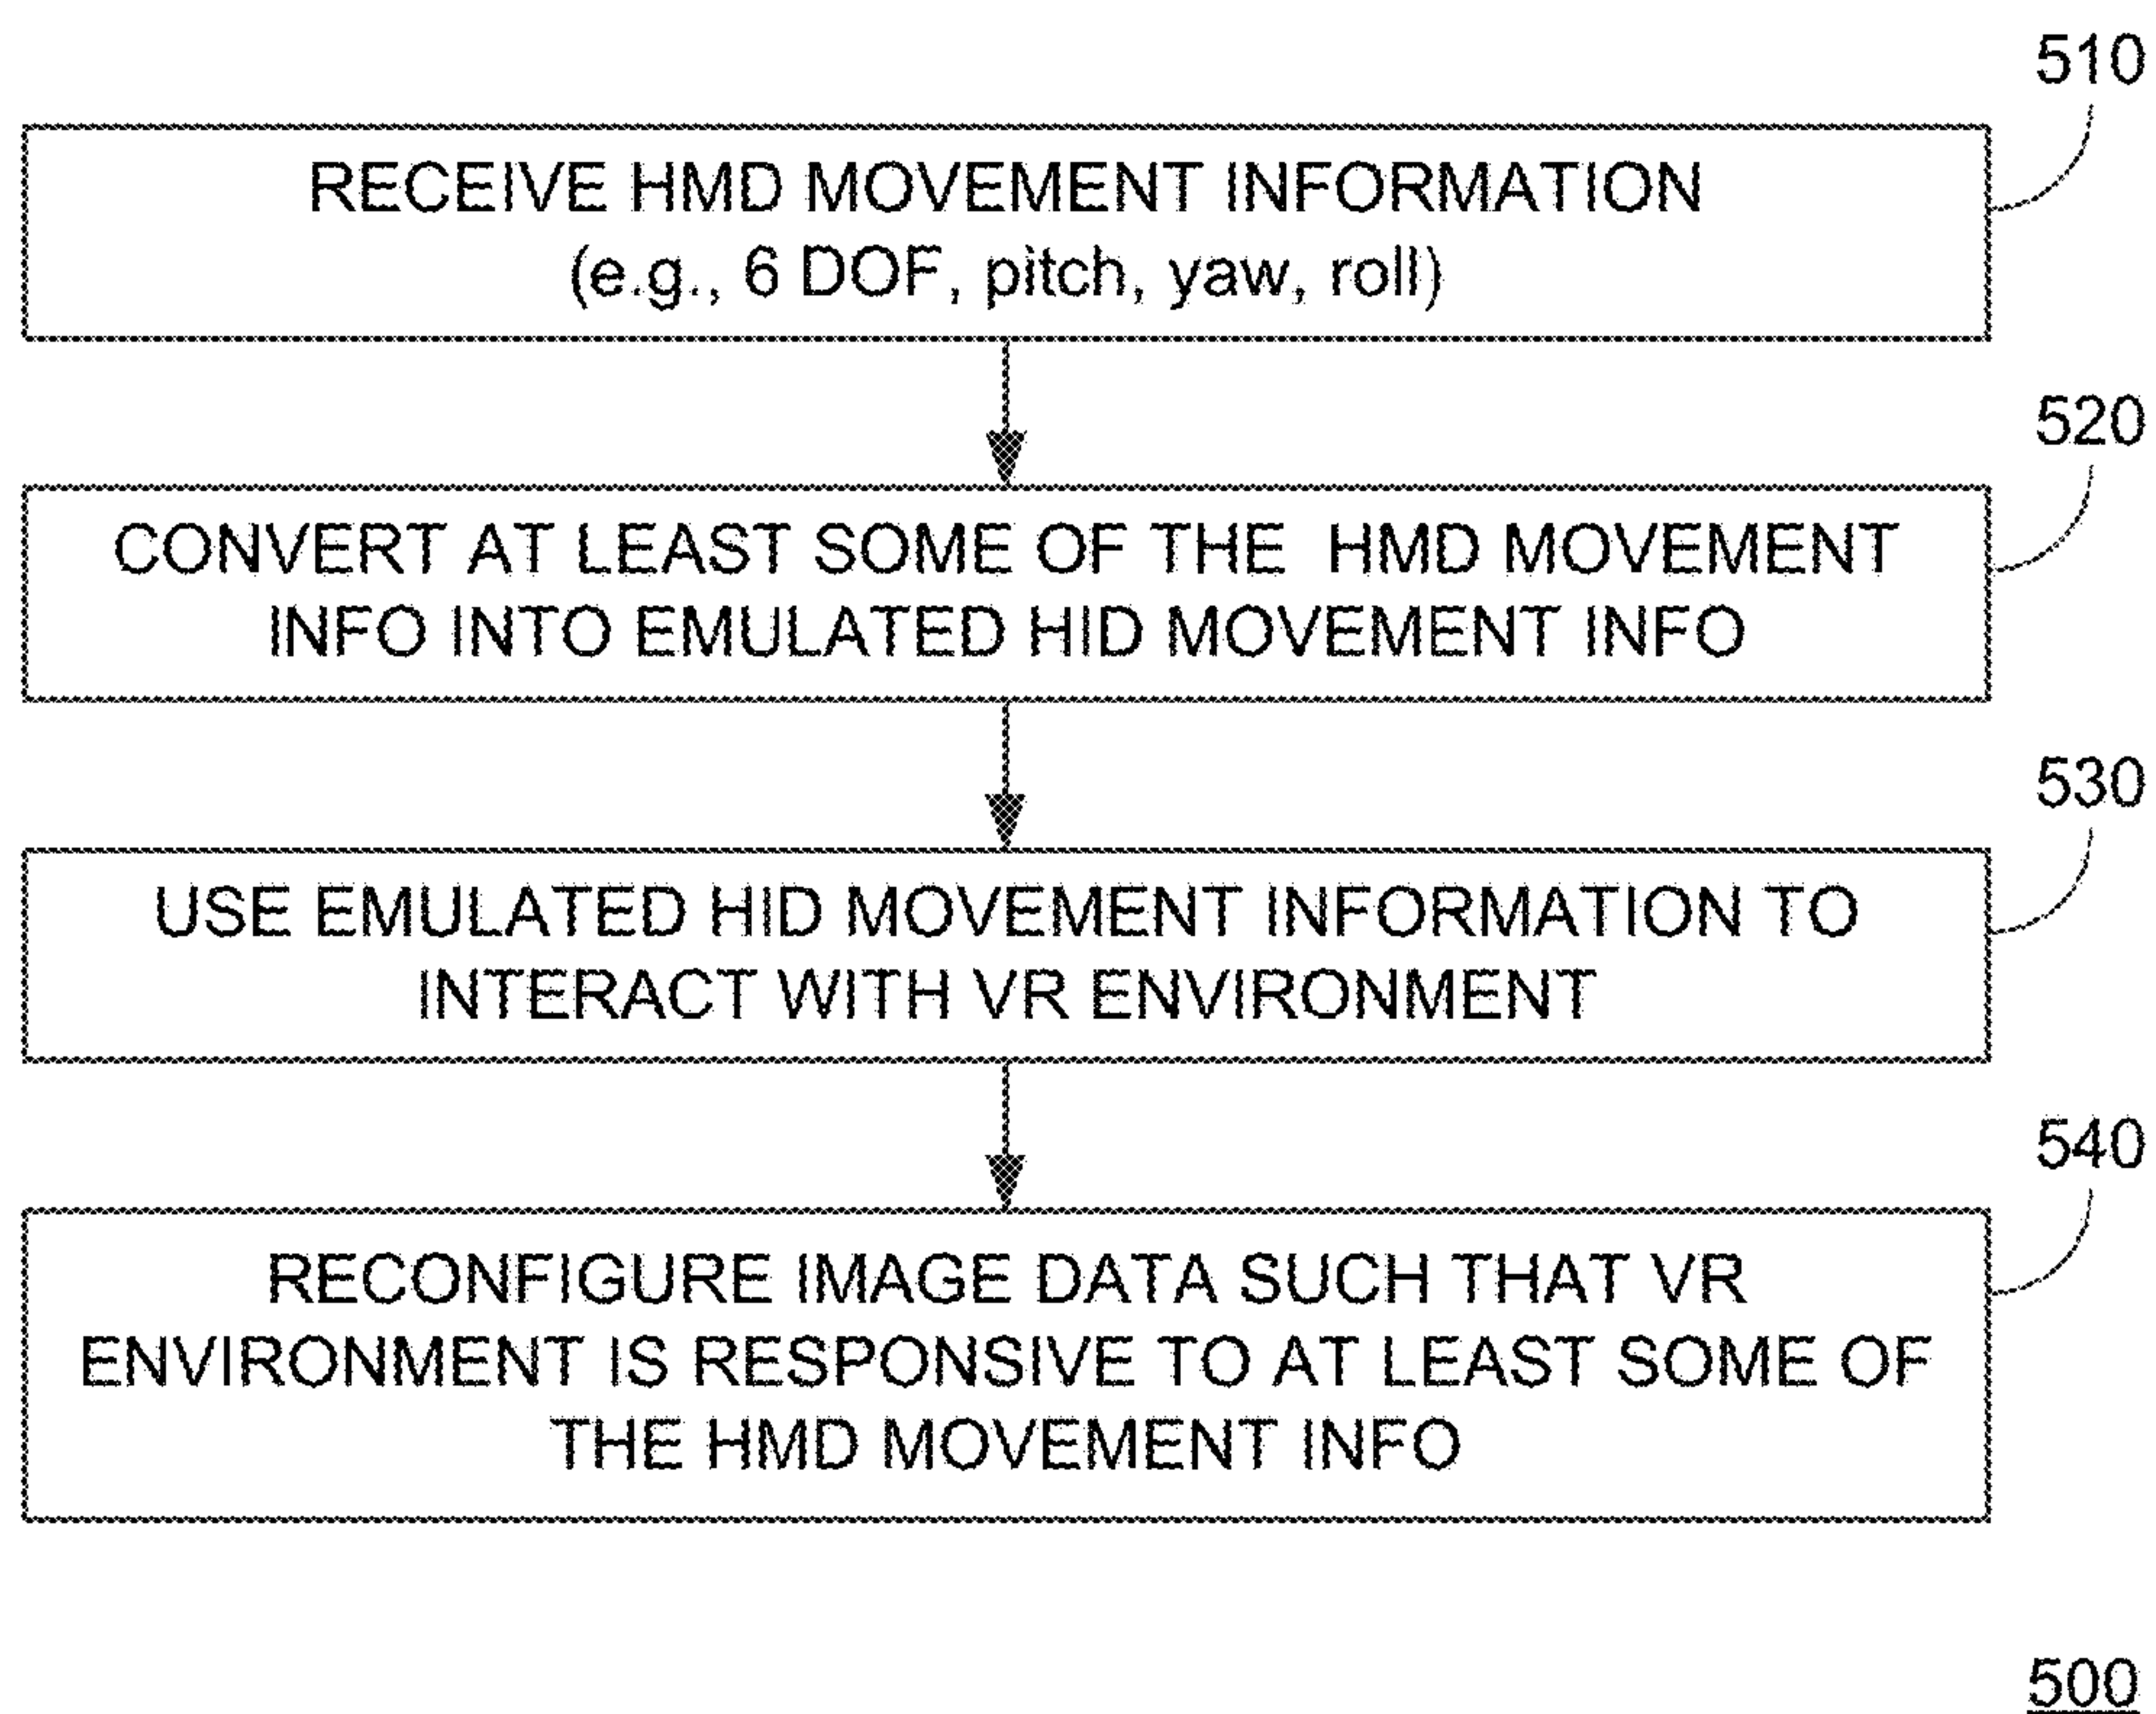 510
RECEIVE HMD MOVEMENT INFORMATION
(e.g., 6 DOF, pitch, yaw, roll)
520
CONVERT AT LEAST SOME OF THE HMD MOVEMENT
INFO INTO EMULATED HID MOVEMENT INFO
530
USE EMULATED HID MOVEMENT INFORMATION TO
INTERACT WITH VR ENVIRONMENT
540
RECONFIGURE IMAGE DATA SUCH THAT VR
ENVIRONMENT IS RESPONSIVE TO AT LEAST SOME OF
THE HMD MOVEMENT INFO
500